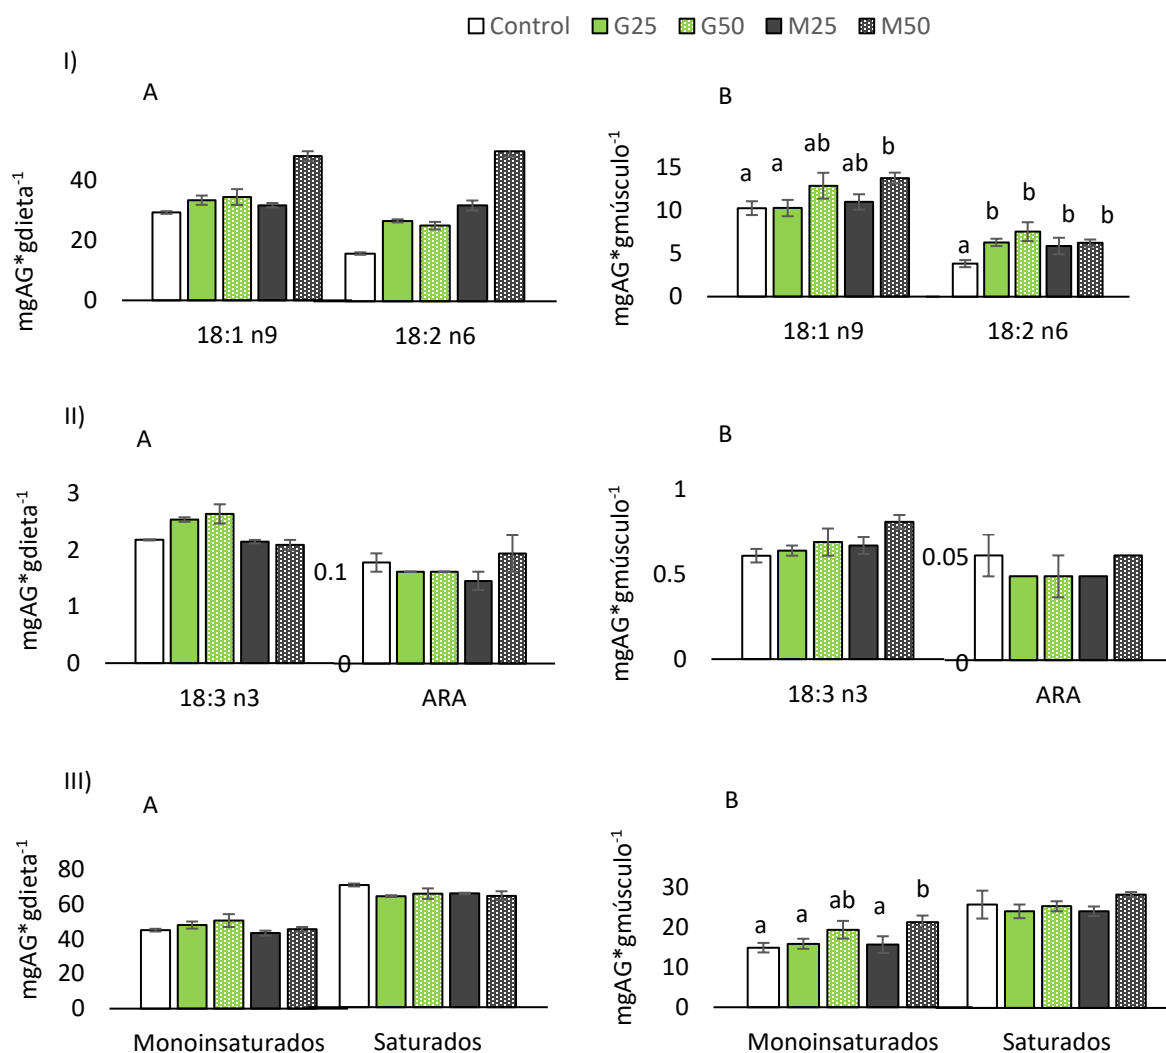 Control G25 G50 M25 M50
I)
A
mgAG*gdieta-1
40
20
0
18:1 n9 18:2 n6
B
mgAG*gmúsculo-1
15
10
5
0
a a ab ab b
a b b b b
18:1 n9 18:2 n6
II)
A
mgAG*gdieta-1
3
2
1
0
0.1
0
18:3 n3 ARA
B
mgAG*gmúsculo-1
1
0.5
0
0.05
0
18:3 n3 ARA
III)
A
mgAG*gdieta-1
80
60
40
20
0
Monoinsaturados Saturados
B
mgAG*gmúsculo-1
30
20
10
0
a a ab a b
Monoinsaturados Saturados